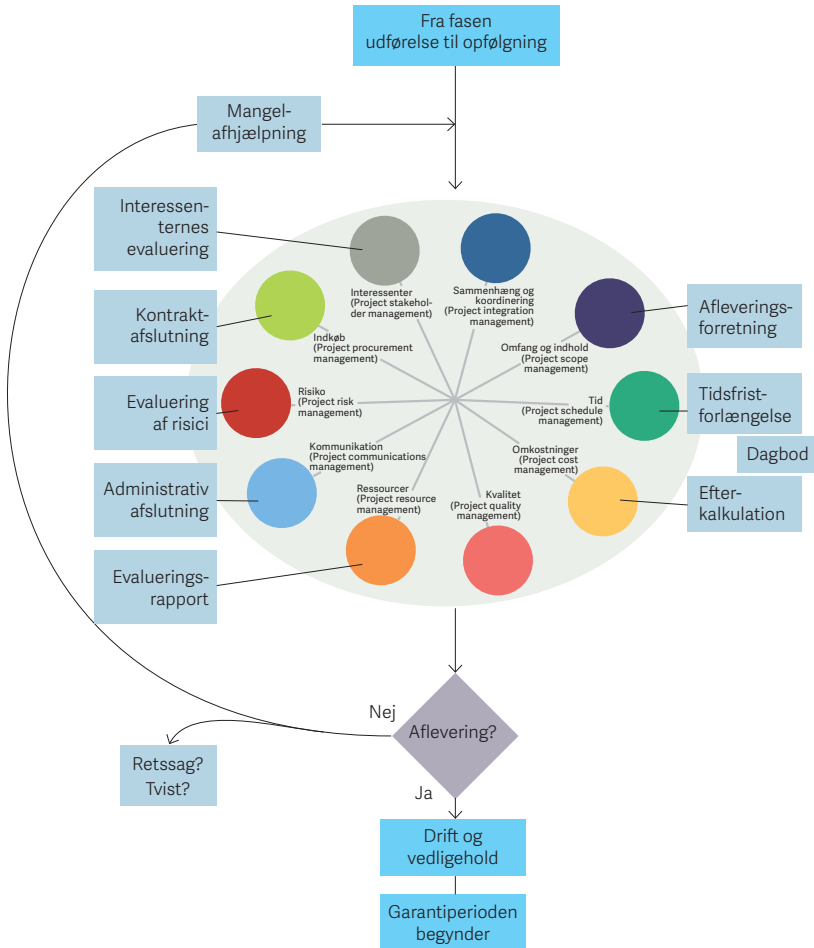 Fra fasen
udførelse til opfølgning
Mangel-
afhjælpning
Interessen-
ternes
evaluering
Kontrakt-
afslutning
Evaluering
af risici
Administrativ
afslutning
Evaluerings-
rapport
Interessenter
(Project stakehol-
der management)
Sammenhæng og
koordinering
(Project integration
management)
Indkøb
(Project procurement
management)
Omfang og indhold
(Project scope
management)
Risiko
(Project risk
management)
Tid
(Project schedule
management)
Kommunikation
(Project communications
management)
Omkostninger
(Project cost
management)
Ressourcer
(Project resource
management)
Kvalitet
(Project quality
management)
Afleverings-
forretning
Tidsfrist-
forlængelse
Dagbod
Efter-
kalkulation
Nej
Aflevering?
Retssag?
Tvist?
Ja
Drift og
vedligehold
Garantiperioden
begynder